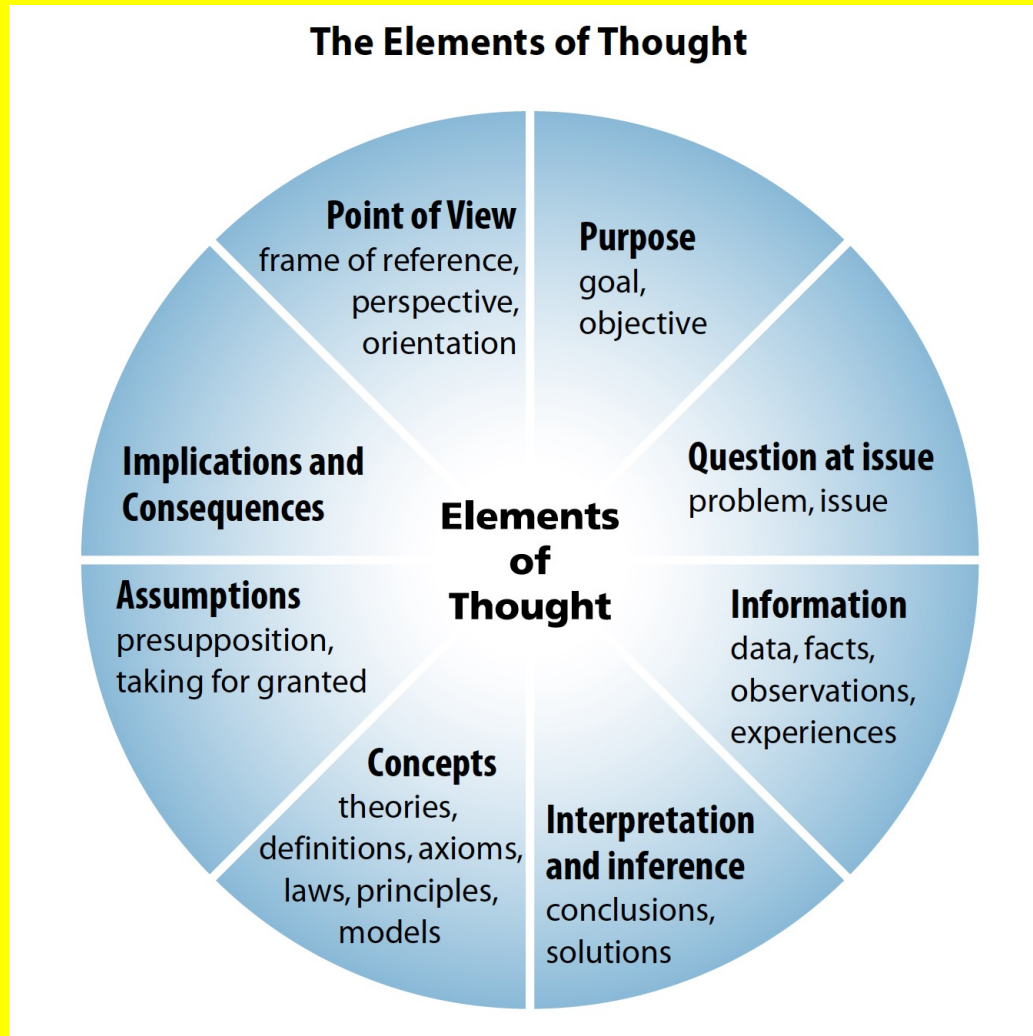 The Elements of Thought
Point of View
frame of reference,
perspective,
orientation
Purpose
goal,
objective
Question at issue
problem, issue
Information
data, facts,
observations,
experiences
Interpretation
and inference
conclusions,
solutions
Concepts
theories,
definitions, axioms,
laws, principles,
models
Assumptions
presupposition,
taking for granted
Implications and
Consequences
Elements
of
Thought